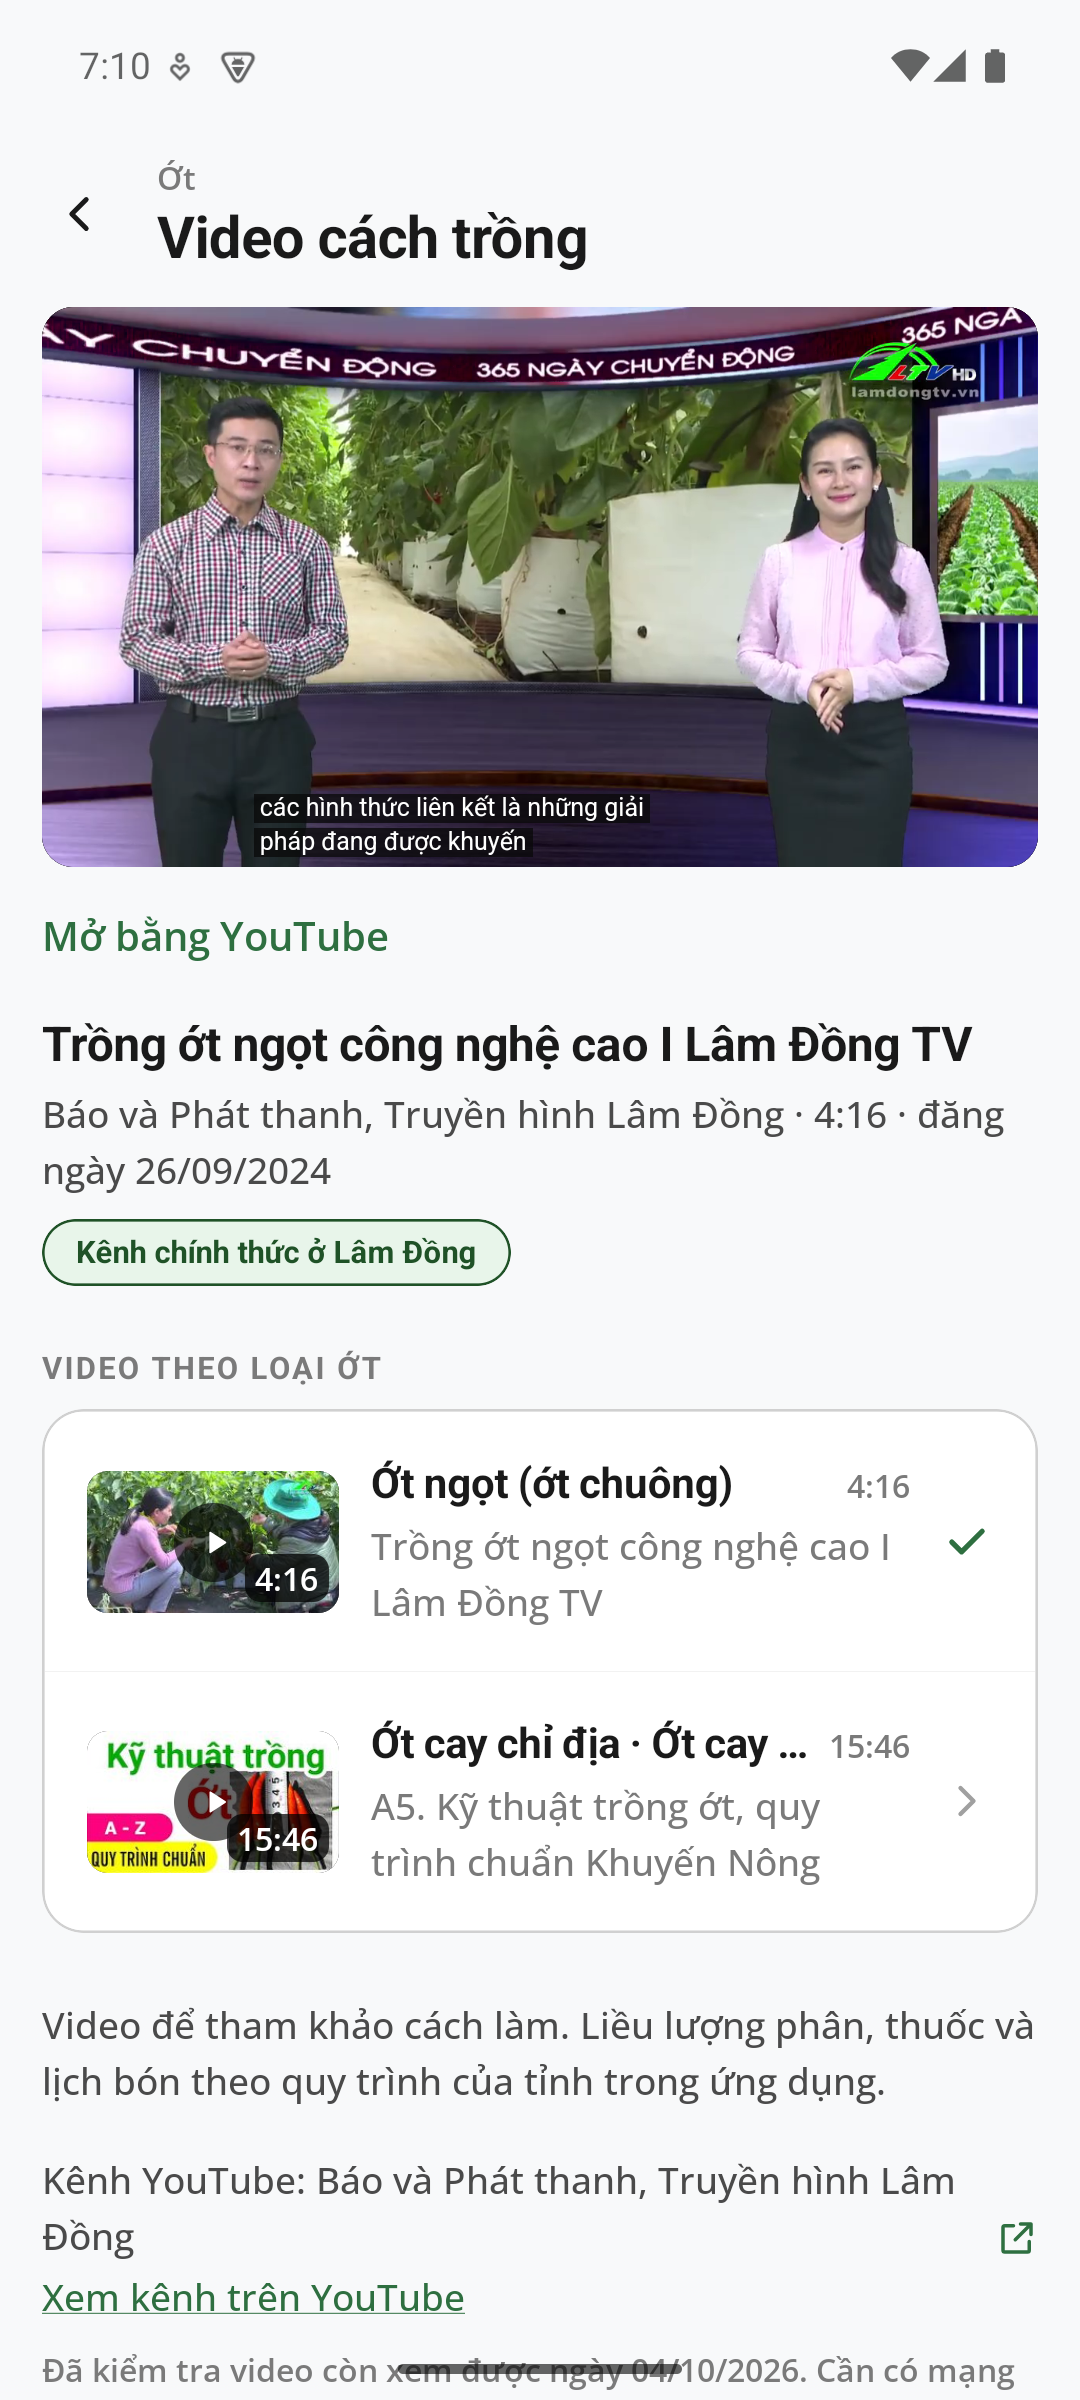 7:10
Ớt
Video cách trồng
ÀY CHUYỂN ĐỘNG
365 NGÀY CHUYỂN ĐỘNG
365 NGÀ
LTV HD
lamdongtv.vn
các hình thức liên kết là những giải
pháp đang được khuyến
Mở bằng YouTube
Trồng ớt ngọt công nghệ cao I Lâm Đồng TV
Báo và Phát thanh, Truyền hình Lâm Đồng · 4:16 · đăng
ngày 26/09/2024
Kênh chính thức ở Lâm Đồng
VIDEO THEO LOẠI ỚT
Ớt ngọt (ớt chuông)
4:16
Trồng ớt ngọt công nghệ cao I
Lâm Đồng TV
4:16
Kỹ thuật trồng
Ớt
A - Z
QUY TRÌNH CHUẨN
15:46
Ớt cay chỉ địa · Ớt cay ...
15:46
A5. Kỹ thuật trồng ớt, quy
trình chuẩn Khuyến Nông
Video để tham khảo cách làm. Liều lượng phân, thuốc và
lịch bón theo quy trình của tỉnh trong ứng dụng.
Kênh YouTube: Báo và Phát thanh, Truyền hình Lâm
Đồng
Xem kênh trên YouTube
Đã kiểm tra video còn xem được ngày 04/10/2026. Cần có mạng